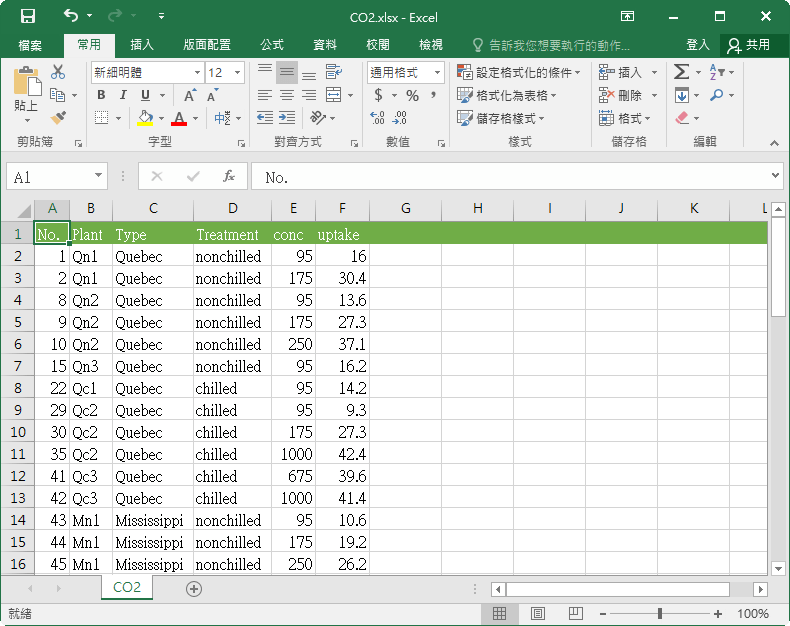 CO2.xlsx - Excel
檔案 常用 插入 版面配置 公式 資料 校閱 檢視 告訴我您想要執行的動作... 登入 共用
貼上
新細明體 12
B I U A A
A 中
通用格式
$ % ,
設定格式化的條件
格式化為表格
儲存格樣式
插入
刪除
格式
剪貼簿 字型 對齊方式 數值 樣式 儲存格 編輯
A1 fx No.
A B C D E F G H I J K L
1 No. Plant Type Treatment conc uptake
2 1 Qn1 Quebec nonchilled 95 16
3 2 Qn1 Quebec nonchilled 175 30.4
4 8 Qn2 Quebec nonchilled 95 13.6
5 9 Qn2 Quebec nonchilled 175 27.3
6 10 Qn2 Quebec nonchilled 250 37.1
7 15 Qn3 Quebec nonchilled 95 16.2
8 22 Qc1 Quebec chilled 95 14.2
9 29 Qc2 Quebec chilled 95 9.3
10 30 Qc2 Quebec chilled 175 27.3
11 35 Qc2 Quebec chilled 1000 42.4
12 41 Qc3 Quebec chilled 675 39.6
13 42 Qc3 Quebec chilled 1000 41.4
14 43 Mn1 Mississippi nonchilled 95 10.6
15 44 Mn1 Mississippi nonchilled 175 19.2
16 45 Mn1 Mississippi nonchilled 250 26.2
CO2
就緒 100%